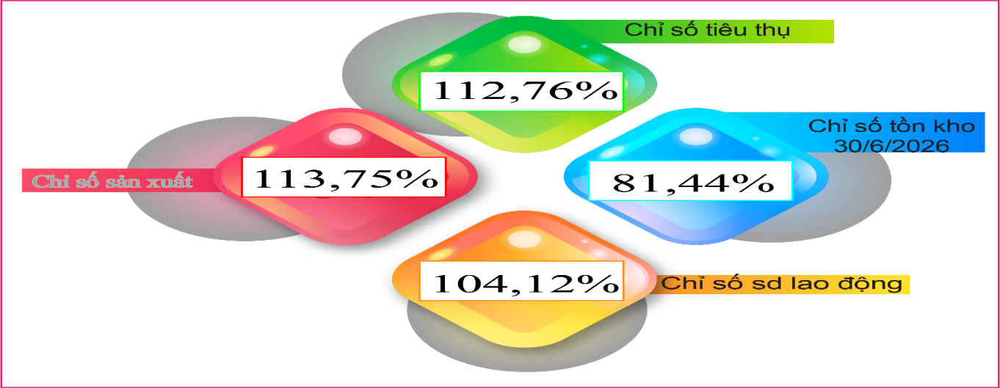 Chỉ số tiêu thụ
112,76%
Chỉ số tồn kho
30/6/2026
81,44%
Chỉ số sản xuất
113,75%
104,12%
Chỉ số sd lao động